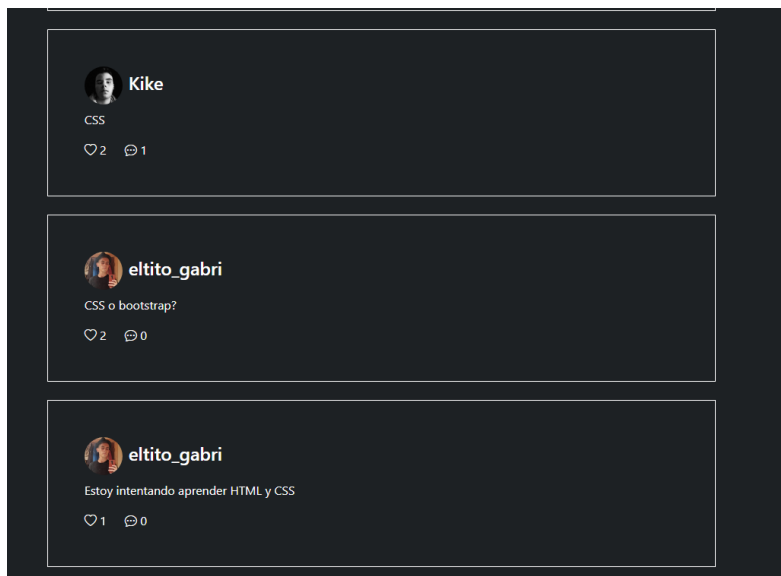 Kike
CSS
2 1
eltito_gabri
CSS o bootstrap?
2 0
eltito_gabri
Estoy intentando aprender HTML y CSS
1 0